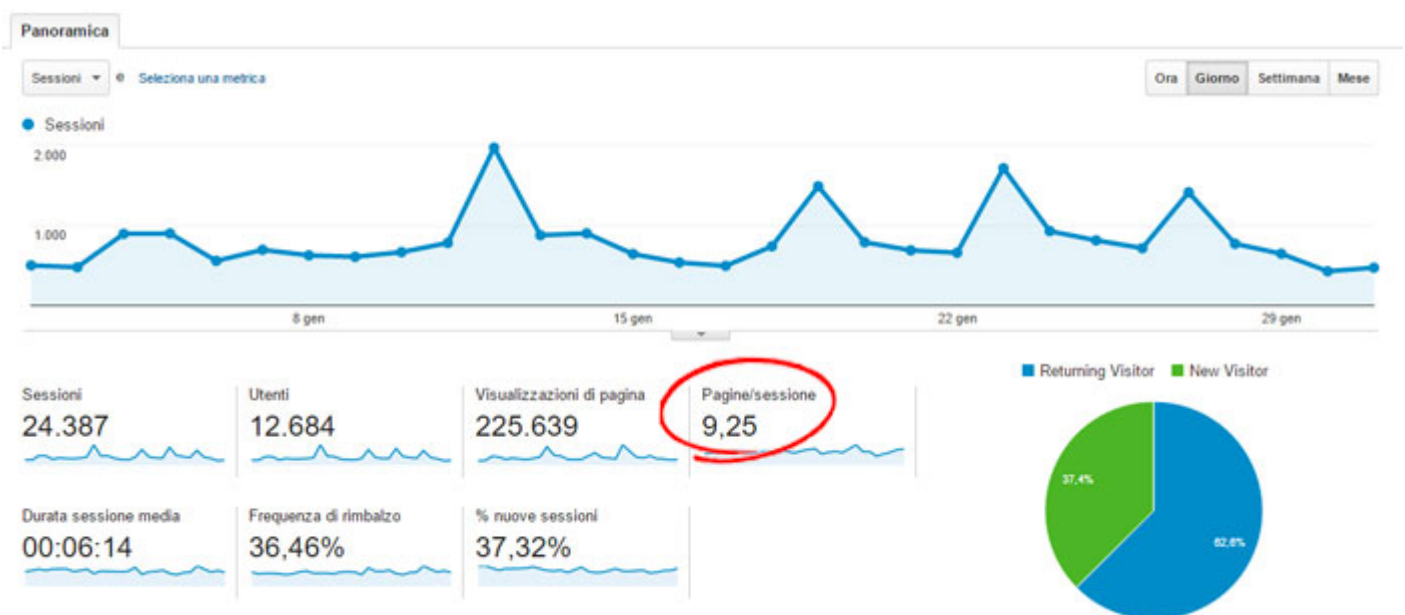 Panoramica
Sessioni e Seleziona una metrica
Ora Giorno Settimana Mese
Sessioni
2.000
1.000
8 gen 15 gen 22 gen 29 gen
Returning Visitor New Visitor
Sessioni Utenti Visualizzazioni di pagina Pagine/sessione
24.387 12.684 225.639 9,25
37,4%
62,6%
Durata sessione media Frequenza di rimbalzo % nuove sessioni
00:06:14 36,46% 37,32%